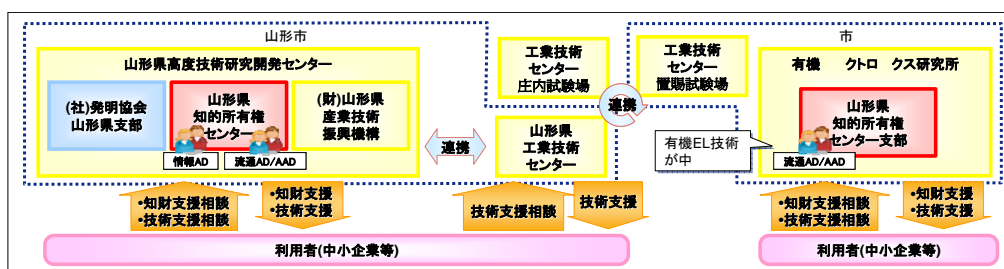 山形市
山形県高度技術研究開発センター
(社)発明協会
山形県支部
山形県
知的所有権
センター
(財)山形県
産業技術
振興機構
情報AD
流通AD/AAD
連携
工業技術
センター
庄内試験場
山形県
工業技術
センター
連携
工業技術
センター
置賜試験場
市
有機 クトロ クス研究所
山形県
知的所有権
センター支部
有機EL技術
が中
流通AD/AAD
•知財支援相談
•技術支援相談
•知財支援
•技術支援
技術支援相談
技術支援
•知財支援相談
•技術支援相談
•知財支援
•技術支援
利用者(中小企業等)
利用者(中小企業等)